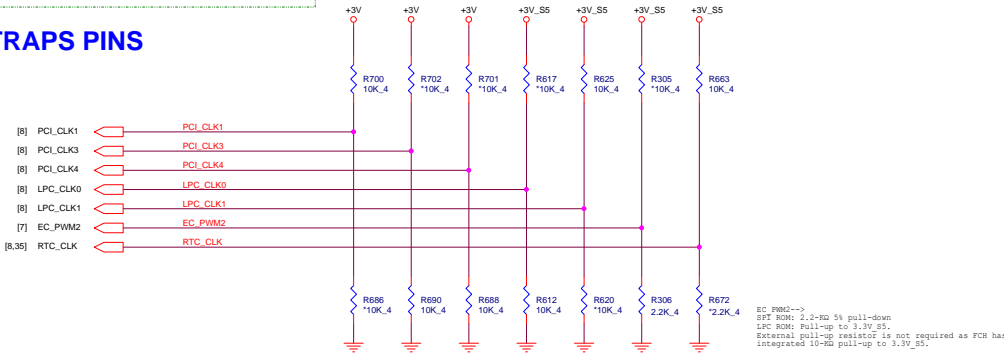 +3V +3V +3V +3V_S5 +3V_S5 +3V_S5 +3V_S5
TRAPS PINS
R700 R702 R701 R617 R625 R305 R663
10K_4 *10K_4 *10K_4 *10K_4 10K_4 *10K_4 10K_4
[8] PCI_CLK1 PCI_CLK1
[8] PCI_CLK3 PCI_CLK3
[8] PCI_CLK4 PCI_CLK4
[8] LPC_CLK0 LPC_CLK0
[8] LPC_CLK1 LPC_CLK1
[7] EC_PWM2 EC_PWM2
[8,35] RTC_CLK RTC_CLK
R686 R690 R688 R612 R620 R306 R672
*10K_4 10K_4 10K_4 10K_4 *10K_4 2.2K_4 *2.2K_4
EC_PWM2-->
SPI ROM: 2.2-KΩ 5% pull-down
LPC ROM: Pull-up to 3.3V_S5.
External pull-up resistor is not required as FCH has
integrated 10-KΩ pull-up to 3.3V_S5.